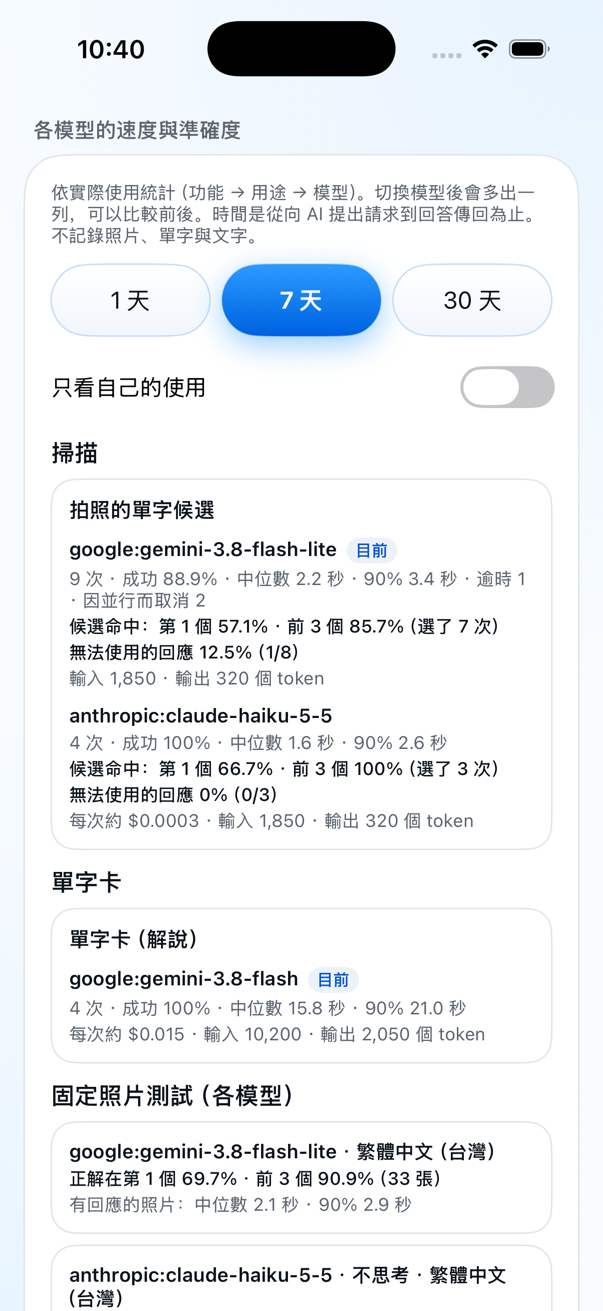 10:40
各模型的速度與準確度
依實際使用統計（功能 → 用途 → 模型）。切換模型後會多出一
列，可以比較前後。時間是從向 AI 提出請求到回答傳回為止。
不記錄照片、單字與文字。
1 天
7 天
30 天
只看自己的使用
掃描
拍照的單字候選
google:gemini-3.8-flash-lite 目前
9 次 · 成功 88.9% · 中位數 2.2 秒 · 90% 3.4 秒 · 逾時 1
· 因並行而取消 2
候選命中：第 1 個 57.1% · 前 3 個 85.7%（選了 7 次）
無法使用的回應 12.5% (1/8)
輸入 1,850 · 輸出 320 個 token
anthropic:claude-haiku-5-5
4 次 · 成功 100% · 中位數 1.6 秒 · 90% 2.6 秒
候選命中：第 1 個 66.7% · 前 3 個 100%（選了 3 次）
無法使用的回應 0% (0/3)
每次約 $0.0003 · 輸入 1,850 · 輸出 320 個 token
單字卡
單字卡（解說）
google:gemini-3.8-flash 目前
4 次 · 成功 100% · 中位數 15.8 秒 · 90% 21.0 秒
每次約 $0.015 · 輸入 10,200 · 輸出 2,050 個 token
固定照片測試（各模型）
google:gemini-3.8-flash-lite · 繁體中文（台灣）
正解在第 1 個 69.7% · 前 3 個 90.9%（33 張）
有回應的照片：中位數 2.1 秒 · 90% 2.9 秒
anthropic:claude-haiku-5-5 · 不思考 · 繁體中文
（台灣）